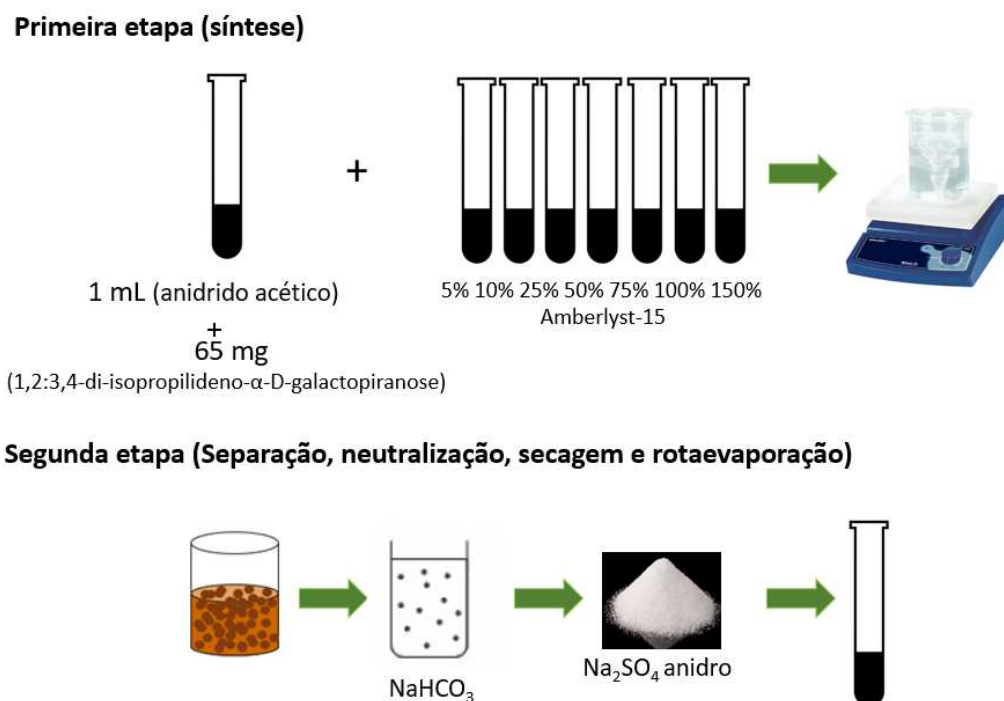 Primeira etapa (síntese)
+
1 mL (anidrido acético)
+
65 mg
(1,2:3,4-di-isopropilideno-α-D-galactopiranose)
5% 10% 25% 50% 75% 100% 150%
Amberlyst-15
Segunda etapa (Separação, neutralização, secagem e rotaevaporação)
NaHCO₃
Na₂SO₄ anidro